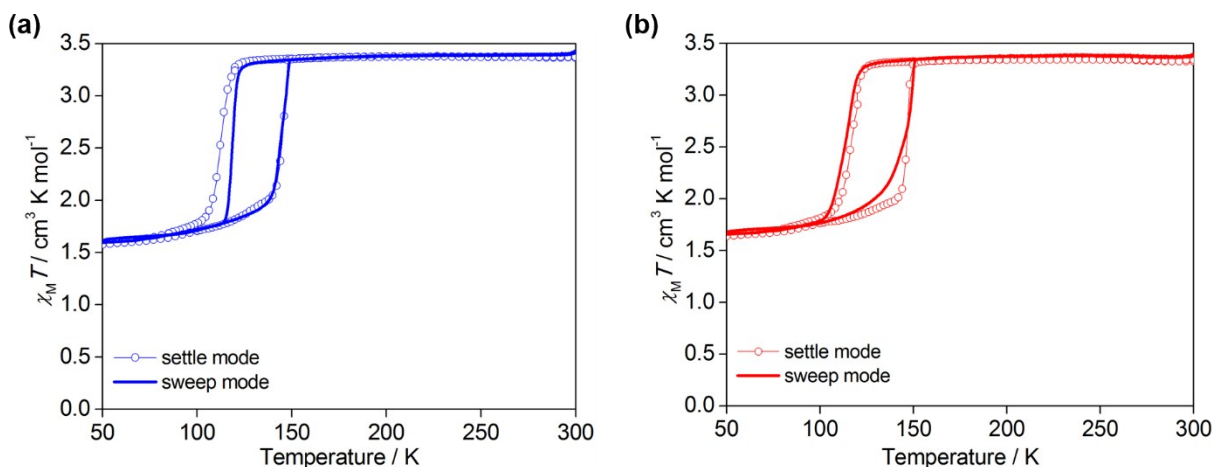 (a)
3.5
3.0
2.5
2.0
1.5
1.0
0.5
0.0
χM T / cm³ K mol⁻¹
settle mode
sweep mode
50 100 150 200 250 300
Temperature / K
(b)
3.5
3.0
2.5
2.0
1.5
1.0
0.5
0.0
χM T / cm³ K mol⁻¹
settle mode
sweep mode
50 100 150 200 250 300
Temperature / K